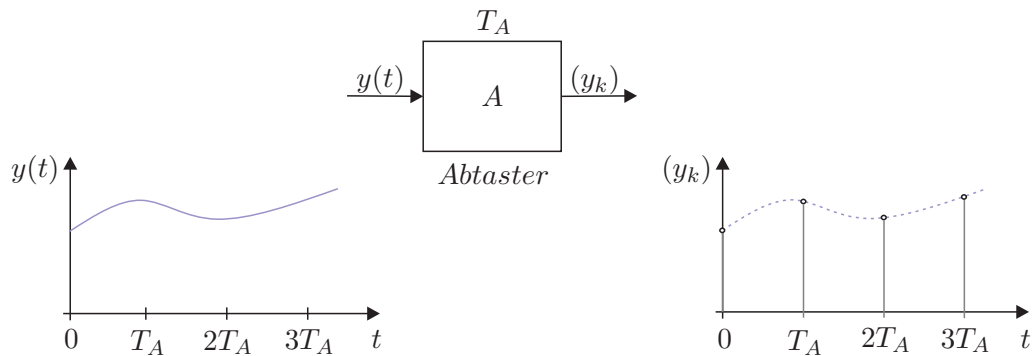 T_A
y(t)
A
(y_k)
Abtaster
y(t)
0
T_A
2T_A
3T_A
t
(y_k)
0
T_A
2T_A
3T_A
t